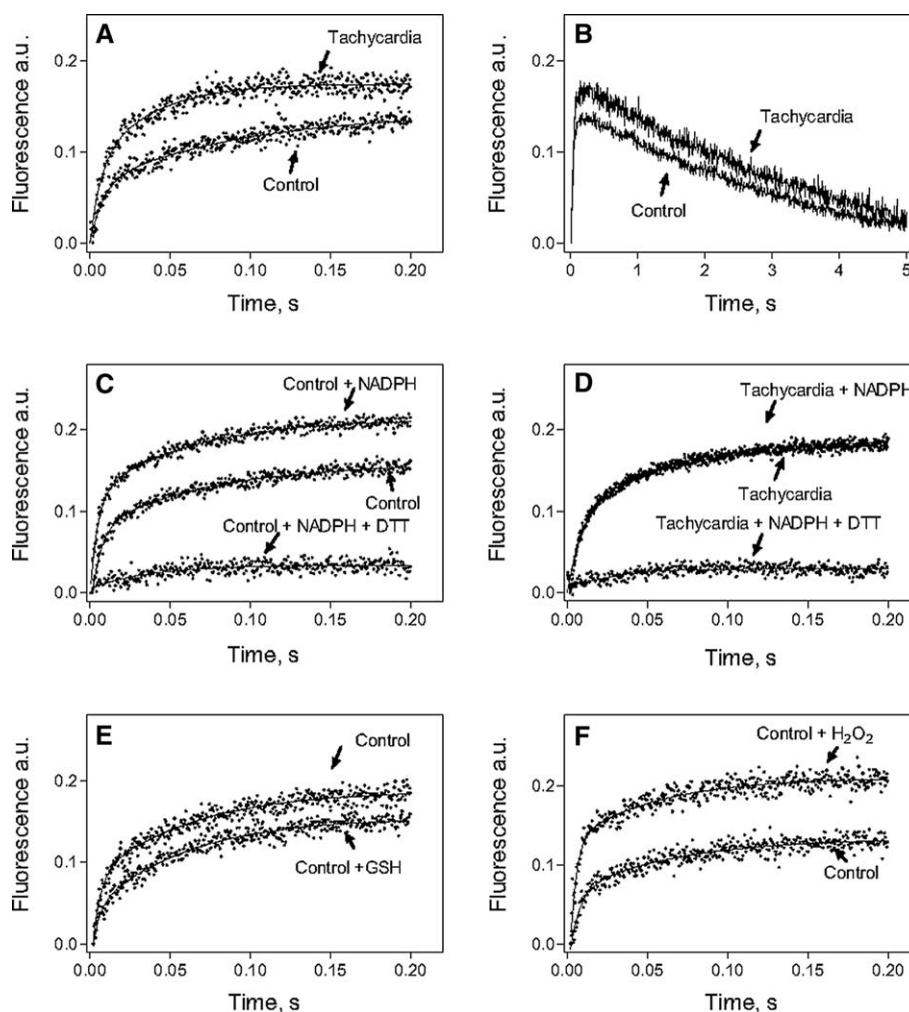 A
Tachycardia
Control
Fluorescence a.u.
0.2
0.1
0.0
0.00 0.05 0.10 0.15 0.20
Time, s
B
Tachycardia
Control
Fluorescence a.u.
0.2
0.1
0.0
0 1 2 3 4 5
Time, s
C
Control + NADPH
Control
Control + NADPH + DTT
Fluorescence a.u.
0.2
0.1
0.0
0.00 0.05 0.10 0.15 0.20
Time, s
D
Tachycardia + NADPH
Tachycardia
Tachycardia + NADPH + DTT
Fluorescence a.u.
0.2
0.1
0.0
0.00 0.05 0.10 0.15 0.20
Time, s
E
Control
Control +GSH
Fluorescence a.u.
0.2
0.1
0.0
0.00 0.05 0.10 0.15 0.20
Time, s
F
Control + H₂O₂
Control
Fluorescence a.u.
0.2
0.1
0.0
0.00 0.05 0.10 0.15 0.20
Time, s